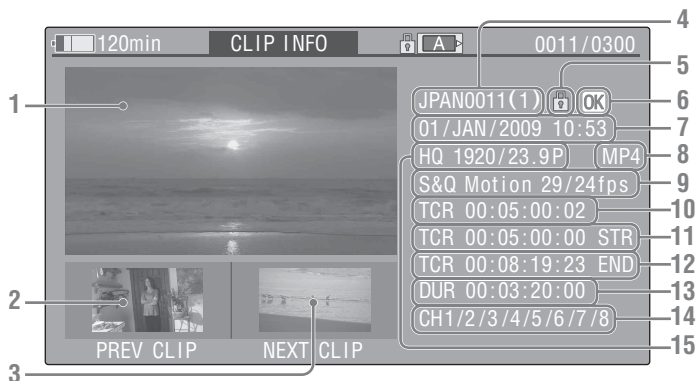 120min CLIP INFO A 0011/0300
JPAN0011(1) OK
01/JAN/2009 10:53
HQ 1920/23.9P MP4
S&Q Motion 29/24fps
TCR 00:05:00:02
TCR 00:05:00:00 STR
TCR 00:08:19:23 END
DUR 00:03:20:00
CH1/2/3/4/5/6/7/8
PREV CLIP NEXT CLIP
1
2
3
4
5
6
7
8
9
10
11
12
13
14
15